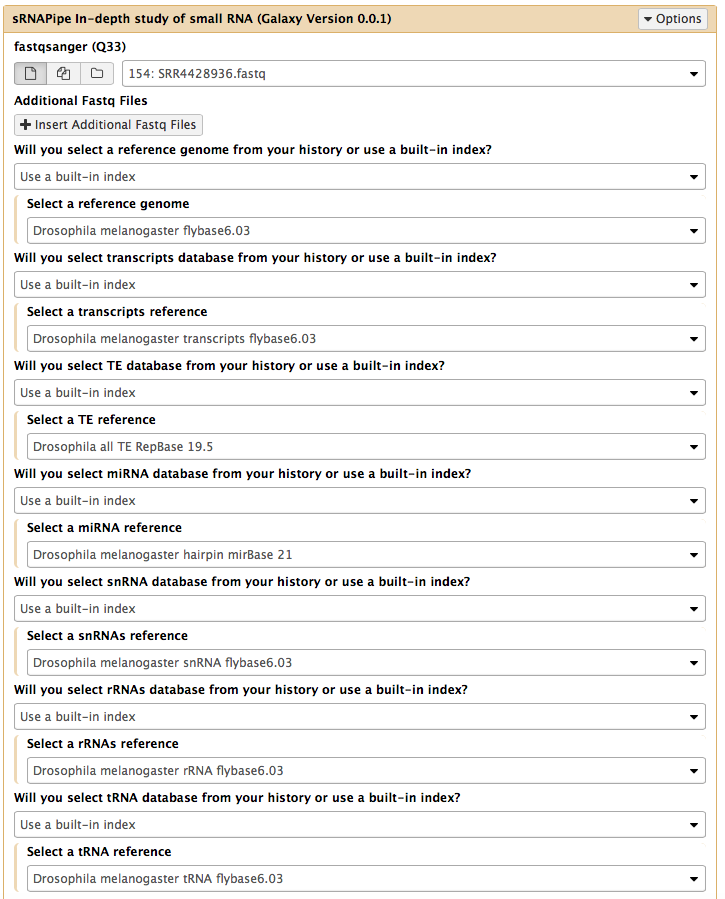 sRNAPipe In-depth study of small RNA (Galaxy Version 0.0.1)
Options
fastqsanger (Q33)
154: SRR4428936.fastq
Additional Fastq Files
Insert Additional Fastq Files
Will you select a reference genome from your history or use a built-in index?
Use a built-in index
Select a reference genome
Drosophila melanogaster flybase6.03
Will you select transcripts database from your history or use a built-in index?
Use a built-in index
Select a transcripts reference
Drosophila melanogaster transcripts flybase6.03
Will you select TE database from your history or use a built-in index?
Use a built-in index
Select a TE reference
Drosophila all TE RepBase 19.5
Will you select miRNA database from your history or use a built-in index?
Use a built-in index
Select a miRNA reference
Drosophila melanogaster hairpin mirBase 21
Will you select snRNA database from your history or use a built-in index?
Use a built-in index
Select a snRNAs reference
Drosophila melanogaster snRNA flybase6.03
Will you select rRNAs database from your history or use a built-in index?
Use a built-in index
Select a rRNAs reference
Drosophila melanogaster rRNA flybase6.03
Will you select tRNA database from your history or use a built-in index?
Use a built-in index
Select a tRNA reference
Drosophila melanogaster tRNA flybase6.03